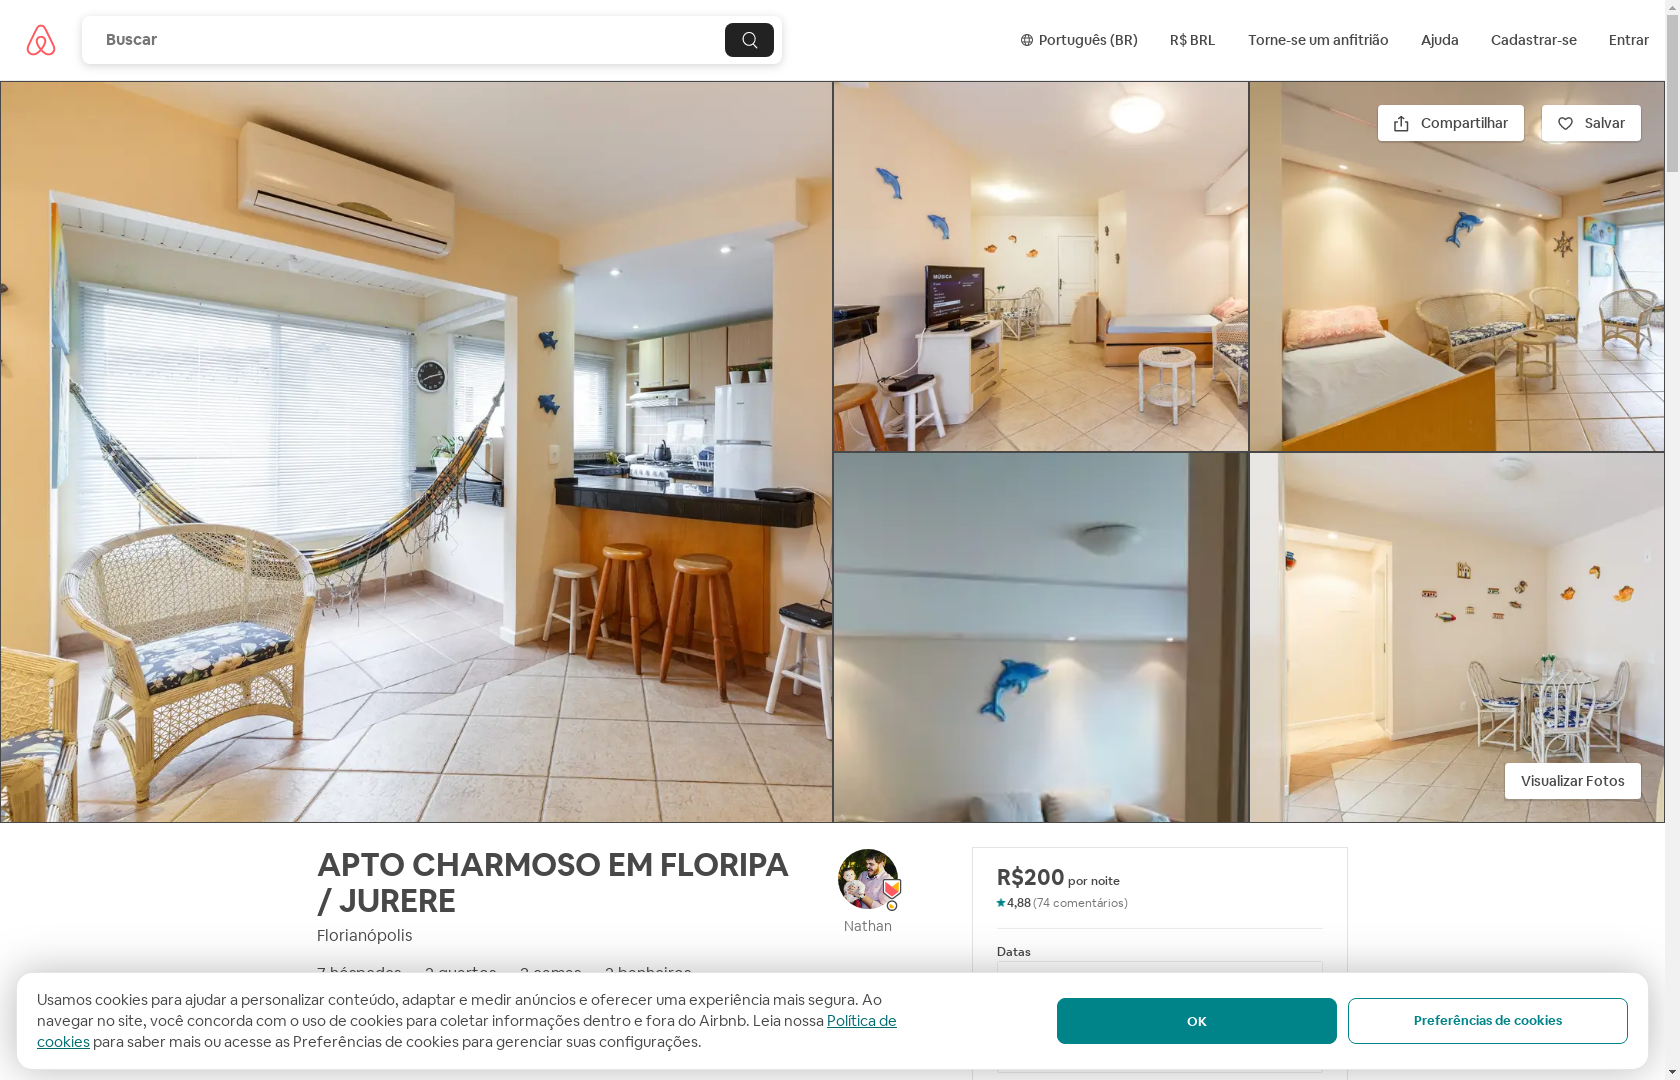 Buscar
Português (BR)
R$ BRL
Torne-se um anfitrião
Ajuda
Cadastrar-se
Entrar
Compartilhar
Salvar
MÚSICA
Visualizar Fotos
APTO CHARMOSO EM FLORIPA
/ JURERE
Florianópolis
Nathan
R$200 por noite
4,88 (74 comentários)
Datas
Usamos cookies para ajudar a personalizar conteúdo, adaptar e medir anúncios e oferecer uma experiência mais segura. Ao
navegar no site, você concorda com o uso de cookies para coletar informações dentro e fora do Airbnb. Leia nossa Política de
cookies para saber mais ou acesse as Preferências de cookies para gerenciar suas configurações.
OK
Preferências de cookies